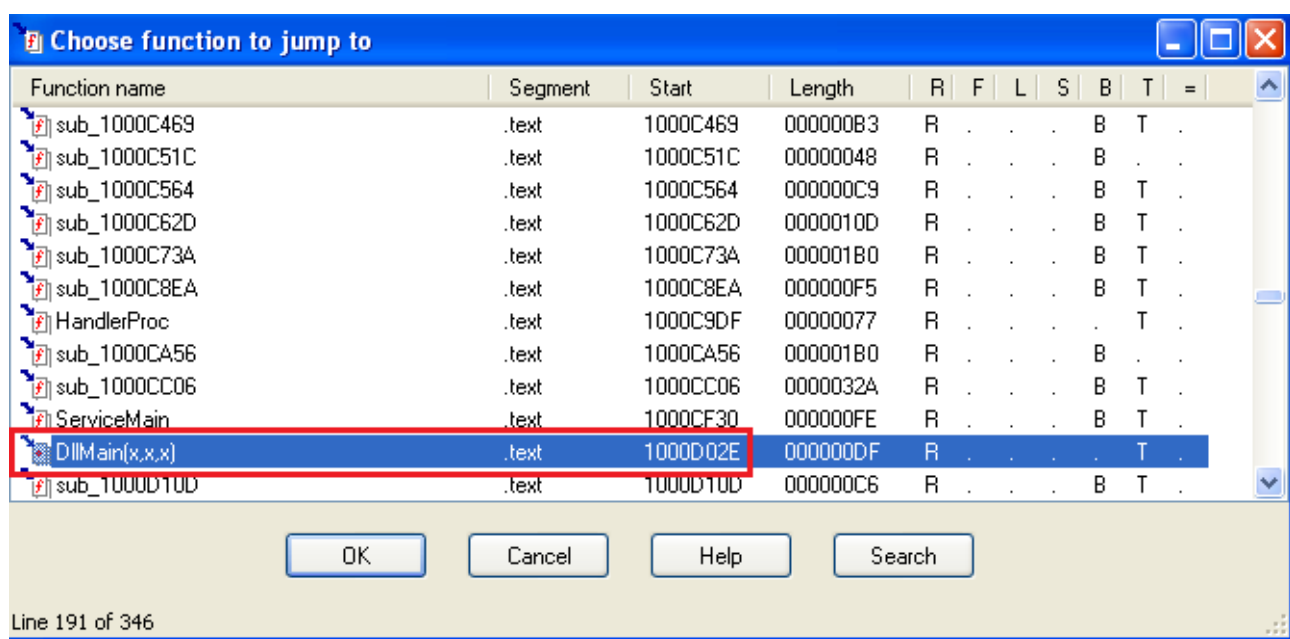 Choose function to jump to
Function name Segment Start Length R F L S B T =
sub_1000C469 .text 1000C469 000000B3 R . . . B T .
sub_1000C51C .text 1000C51C 00000048 R . . . B . .
sub_1000C564 .text 1000C564 000000C9 R . . . B T .
sub_1000C62D .text 1000C62D 0000010D R . . . B T .
sub_1000C73A .text 1000C73A 000001B0 R . . . B T .
sub_1000C8EA .text 1000C8EA 000000F5 R . . . B T .
HandlerProc .text 1000C9DF 00000077 R . . . . T .
sub_1000CA56 .text 1000CA56 000001B0 R . . . B . .
sub_1000CC06 .text 1000CC06 0000032A R . . . B T .
ServiceMain .text 1000CF30 000000FE R . . . B T .
DllMain(x,x,x) .text 1000D02E 000000DF R . . . . T .
sub_1000D10D .text 1000D10D 000000C6 R . . . B T .
OK Cancel Help Search
Line 191 of 346